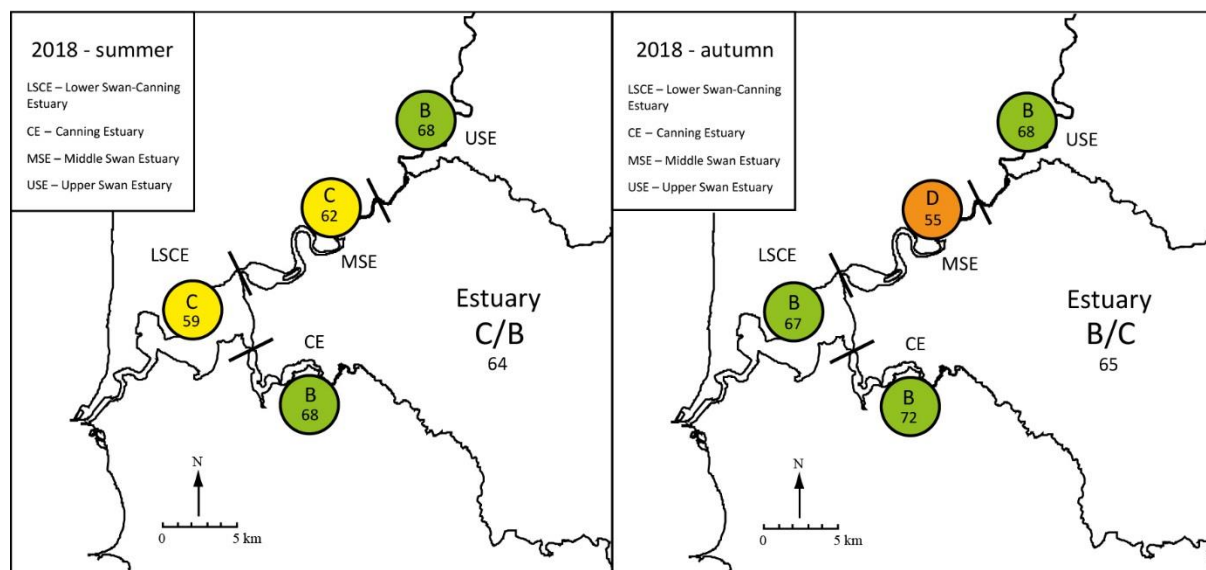 2018 - summer
LSCE – Lower Swan-Canning
Estuary
CE – Canning Estuary
MSE – Middle Swan Estuary
USE – Upper Swan Estuary
B
68
USE
C
62
MSE
LSCE
C
59
Estuary
C/B
64
CE
B
68
N
0
5 km
2018 - autumn
LSCE – Lower Swan-Canning
Estuary
CE – Canning Estuary
MSE – Middle Swan Estuary
USE – Upper Swan Estuary
B
68
USE
D
55
MSE
LSCE
B
67
Estuary
B/C
65
CE
B
72
N
0
5 km